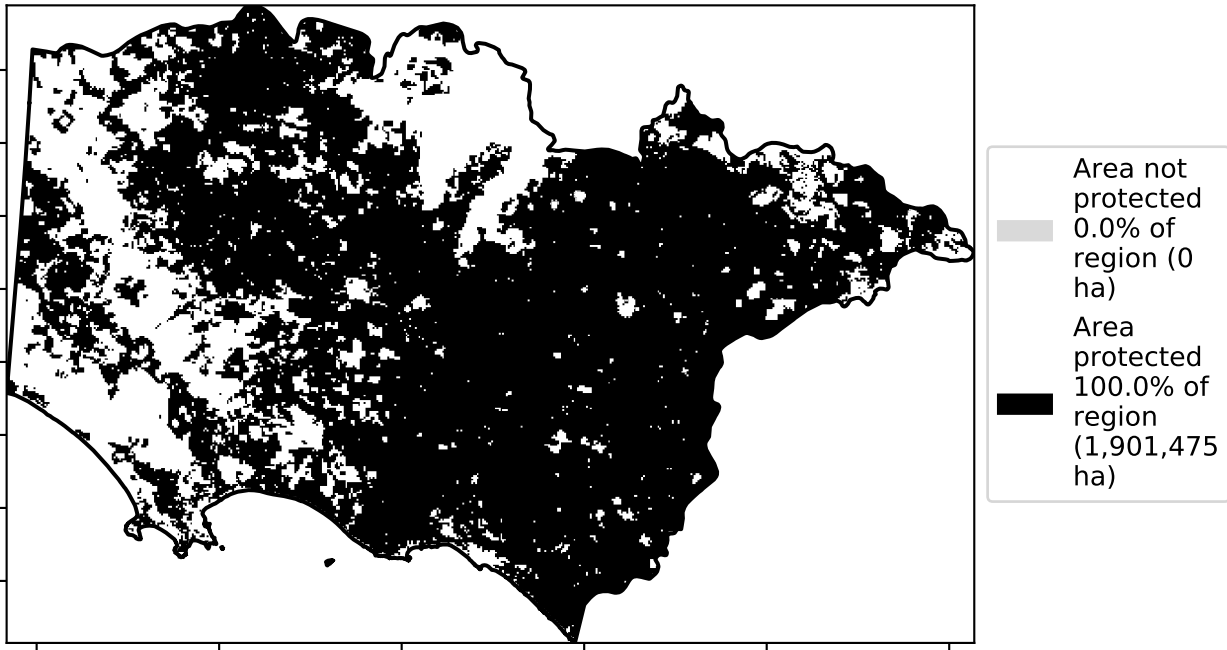 Area not
protected
0.0% of
region (0
ha)
Area
protected
100.0% of
region
(1,901,475
ha)